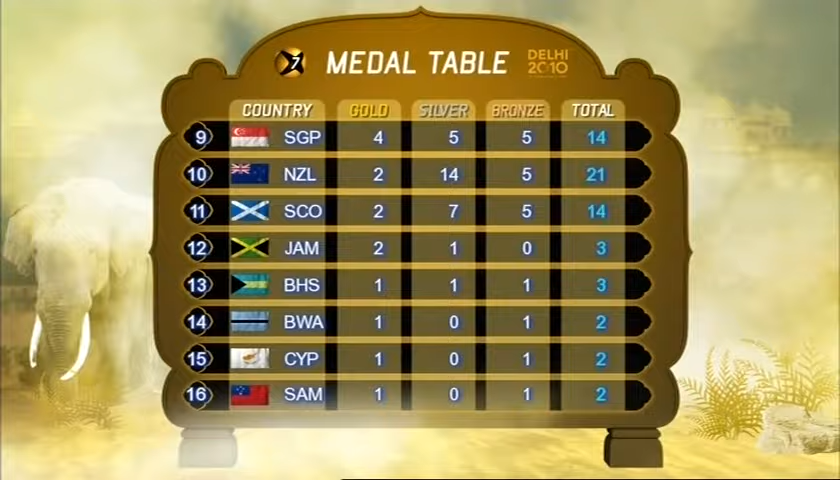 7 MEDAL TABLE DELHI 2010
COUNTRY GOLD SILVER BRONZE TOTAL
9 SGP 4 5 5 14
10 NZL 2 14 5 21
11 SCO 2 7 5 14
12 JAM 2 1 0 3
13 BHS 1 1 1 3
14 BWA 1 0 1 2
15 CYP 1 0 1 2
16 SAM 1 0 1 2